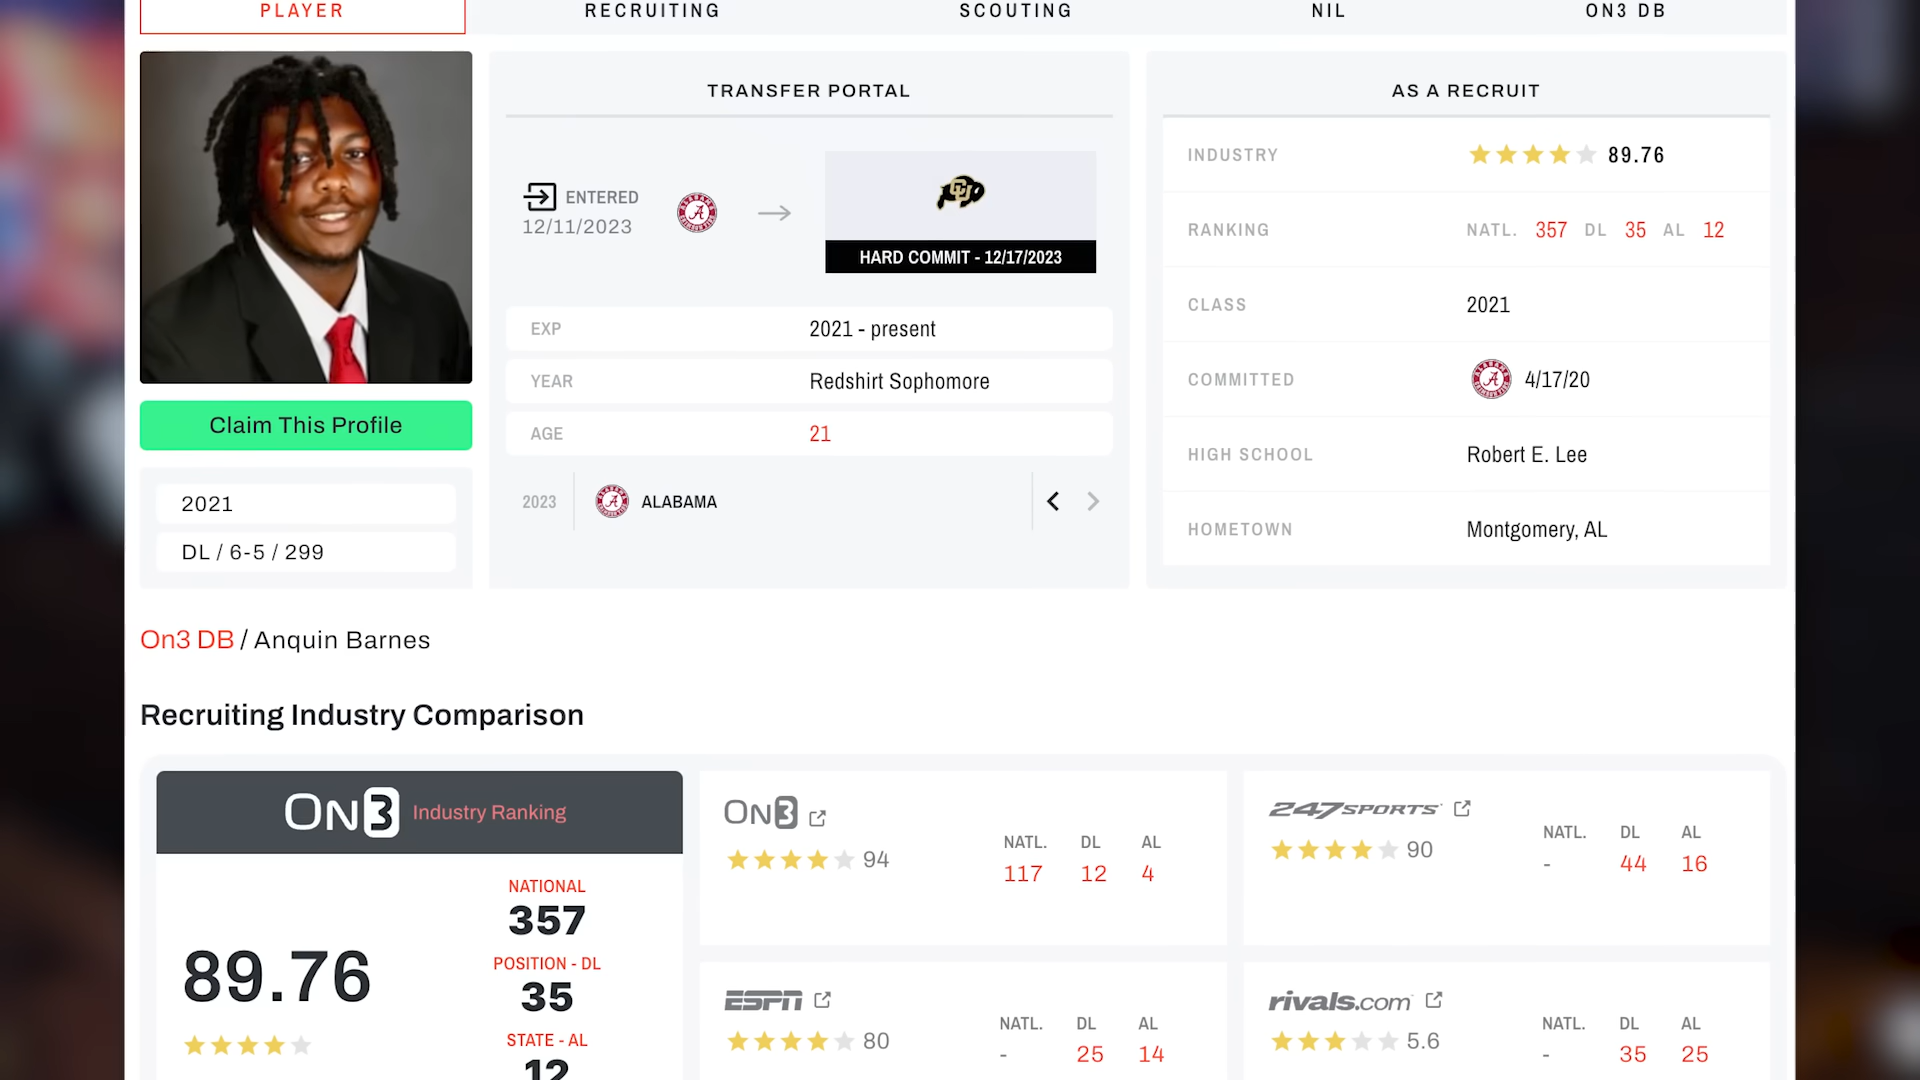 PLAYER
RECRUITING
SCOUTING
NIL
ON3 DB
TRANSFER PORTAL
ENTERED
12/11/2023
HARD COMMIT - 12/17/2023
EXP 2021 - present
YEAR Redshirt Sophomore
AGE 21
2023 ALABAMA
AS A RECRUIT
INDUSTRY 89.76
RANKING NATL. 357 DL 35 AL 12
CLASS 2021
COMMITTED 4/17/20
HIGH SCHOOL Robert E. Lee
HOMETOWN Montgomery, AL
Claim This Profile
2021
DL / 6-5 / 299
On3 DB / Anquin Barnes
Recruiting Industry Comparison
ON3 Industry Ranking
89.76
NATIONAL
357
POSITION - DL
35
STATE - AL
12
ON3
94
NATL. DL AL
117 12 4
247SPORTS
90
NATL. DL AL
- 44 16
ESPN
80
NATL. DL AL
- 25 14
rivals.com
5.6
NATL. DL AL
- 35 25